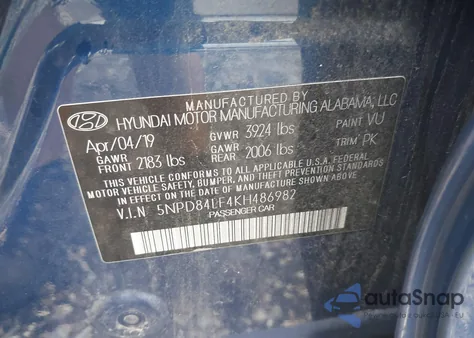 MANUFACTURED BY
HYUNDAI MOTOR MANUFACTURING ALABAMA, LLC
Apr/04/19 GVWR 3924 lbs PAINT VU
GAWR FRONT 2183 lbs GAWR REAR 2006 lbs TRIM PK
THIS VEHICLE CONFORMS TO ALL APPLICABLE U.S.A. FEDERAL
MOTOR VEHICLE SAFETY, BUMPER, AND THEFT PREVENTION
STANDARDS IN EFFECT ON THE DATE OF MANUFACTURE SHOWN ABOVE.
V.I.N 5NPD84LF4KH486982
PASSENGER CAR
autoSnap